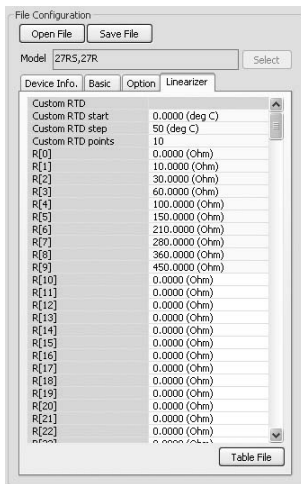 File Configuration
Open File Save File
Model 27RS,27R Select
Device Info. Basic Option Linearizer
Custom RTD
Custom RTD start 0.0000 (deg C)
Custom RTD step 50 (deg C)
Custom RTD points 10
R[0] 0.0000 (Ohm)
R[1] 10.0000 (Ohm)
R[2] 30.0000 (Ohm)
R[3] 60.0000 (Ohm)
R[4] 100.0000 (Ohm)
R[5] 150.0000 (Ohm)
R[6] 210.0000 (Ohm)
R[7] 280.0000 (Ohm)
R[8] 360.0000 (Ohm)
R[9] 450.0000 (Ohm)
R[10] 0.0000 (Ohm)
R[11] 0.0000 (Ohm)
R[12] 0.0000 (Ohm)
R[13] 0.0000 (Ohm)
R[14] 0.0000 (Ohm)
R[15] 0.0000 (Ohm)
R[16] 0.0000 (Ohm)
R[17] 0.0000 (Ohm)
R[18] 0.0000 (Ohm)
R[19] 0.0000 (Ohm)
R[20] 0.0000 (Ohm)
R[21] 0.0000 (Ohm)
R[22] 0.0000 (Ohm)
Table File